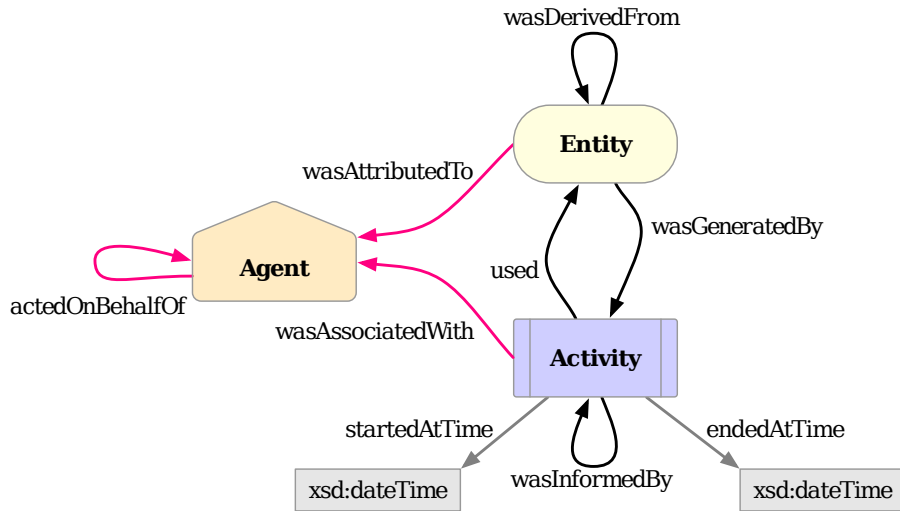 wasDerivedFrom
Entity
wasAttributedTo
wasGeneratedBy
Agent
used
actedOnBehalfOf
wasAssociatedWith
Activity
startedAtTime
endedAtTime
wasInformedBy
xsd:dateTime
xsd:dateTime